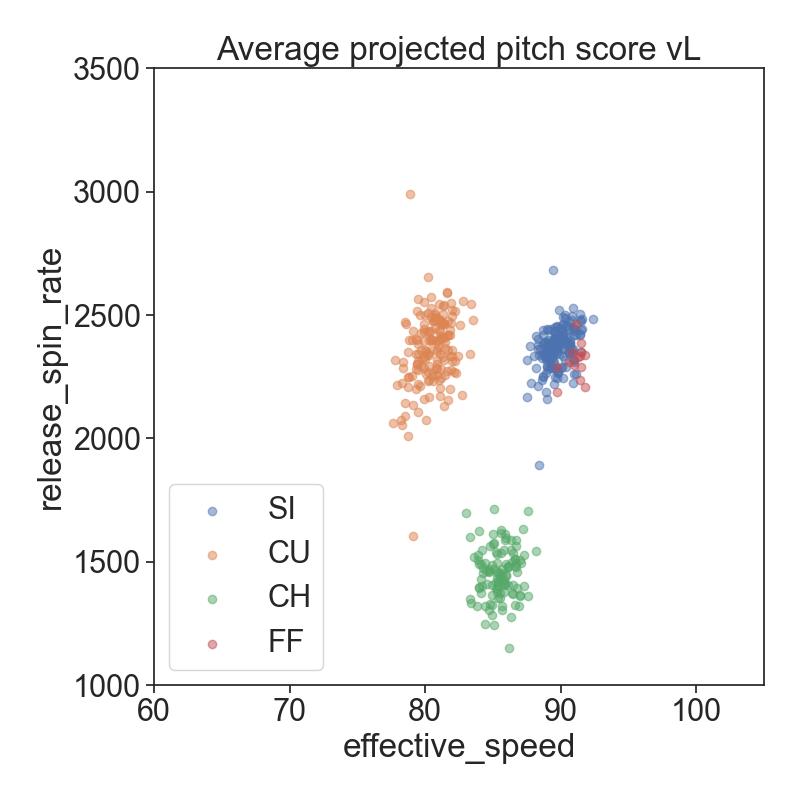 Average projected pitch score vL
3500
3000
2500
2000
1500
1000
release_spin_rate
SI
CU
CH
FF
60
70
80
90
100
effective_speed